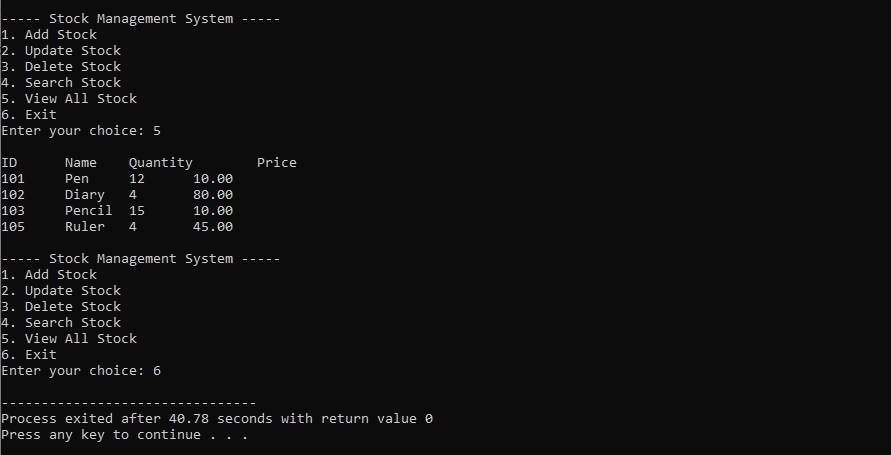 ----- Stock Management System -----
1. Add Stock
2. Update Stock
3. Delete Stock
4. Search Stock
5. View All Stock
6. Exit
Enter your choice: 5
ID      Name    Quantity        Price
101     Pen     12      10.00
102     Diary   4       80.00
103     Pencil  15      10.00
105     Ruler   4       45.00
----- Stock Management System -----
1. Add Stock
2. Update Stock
3. Delete Stock
4. Search Stock
5. View All Stock
6. Exit
Enter your choice: 6
--------------------------------
Process exited after 40.78 seconds with return value 0
Press any key to continue . . .